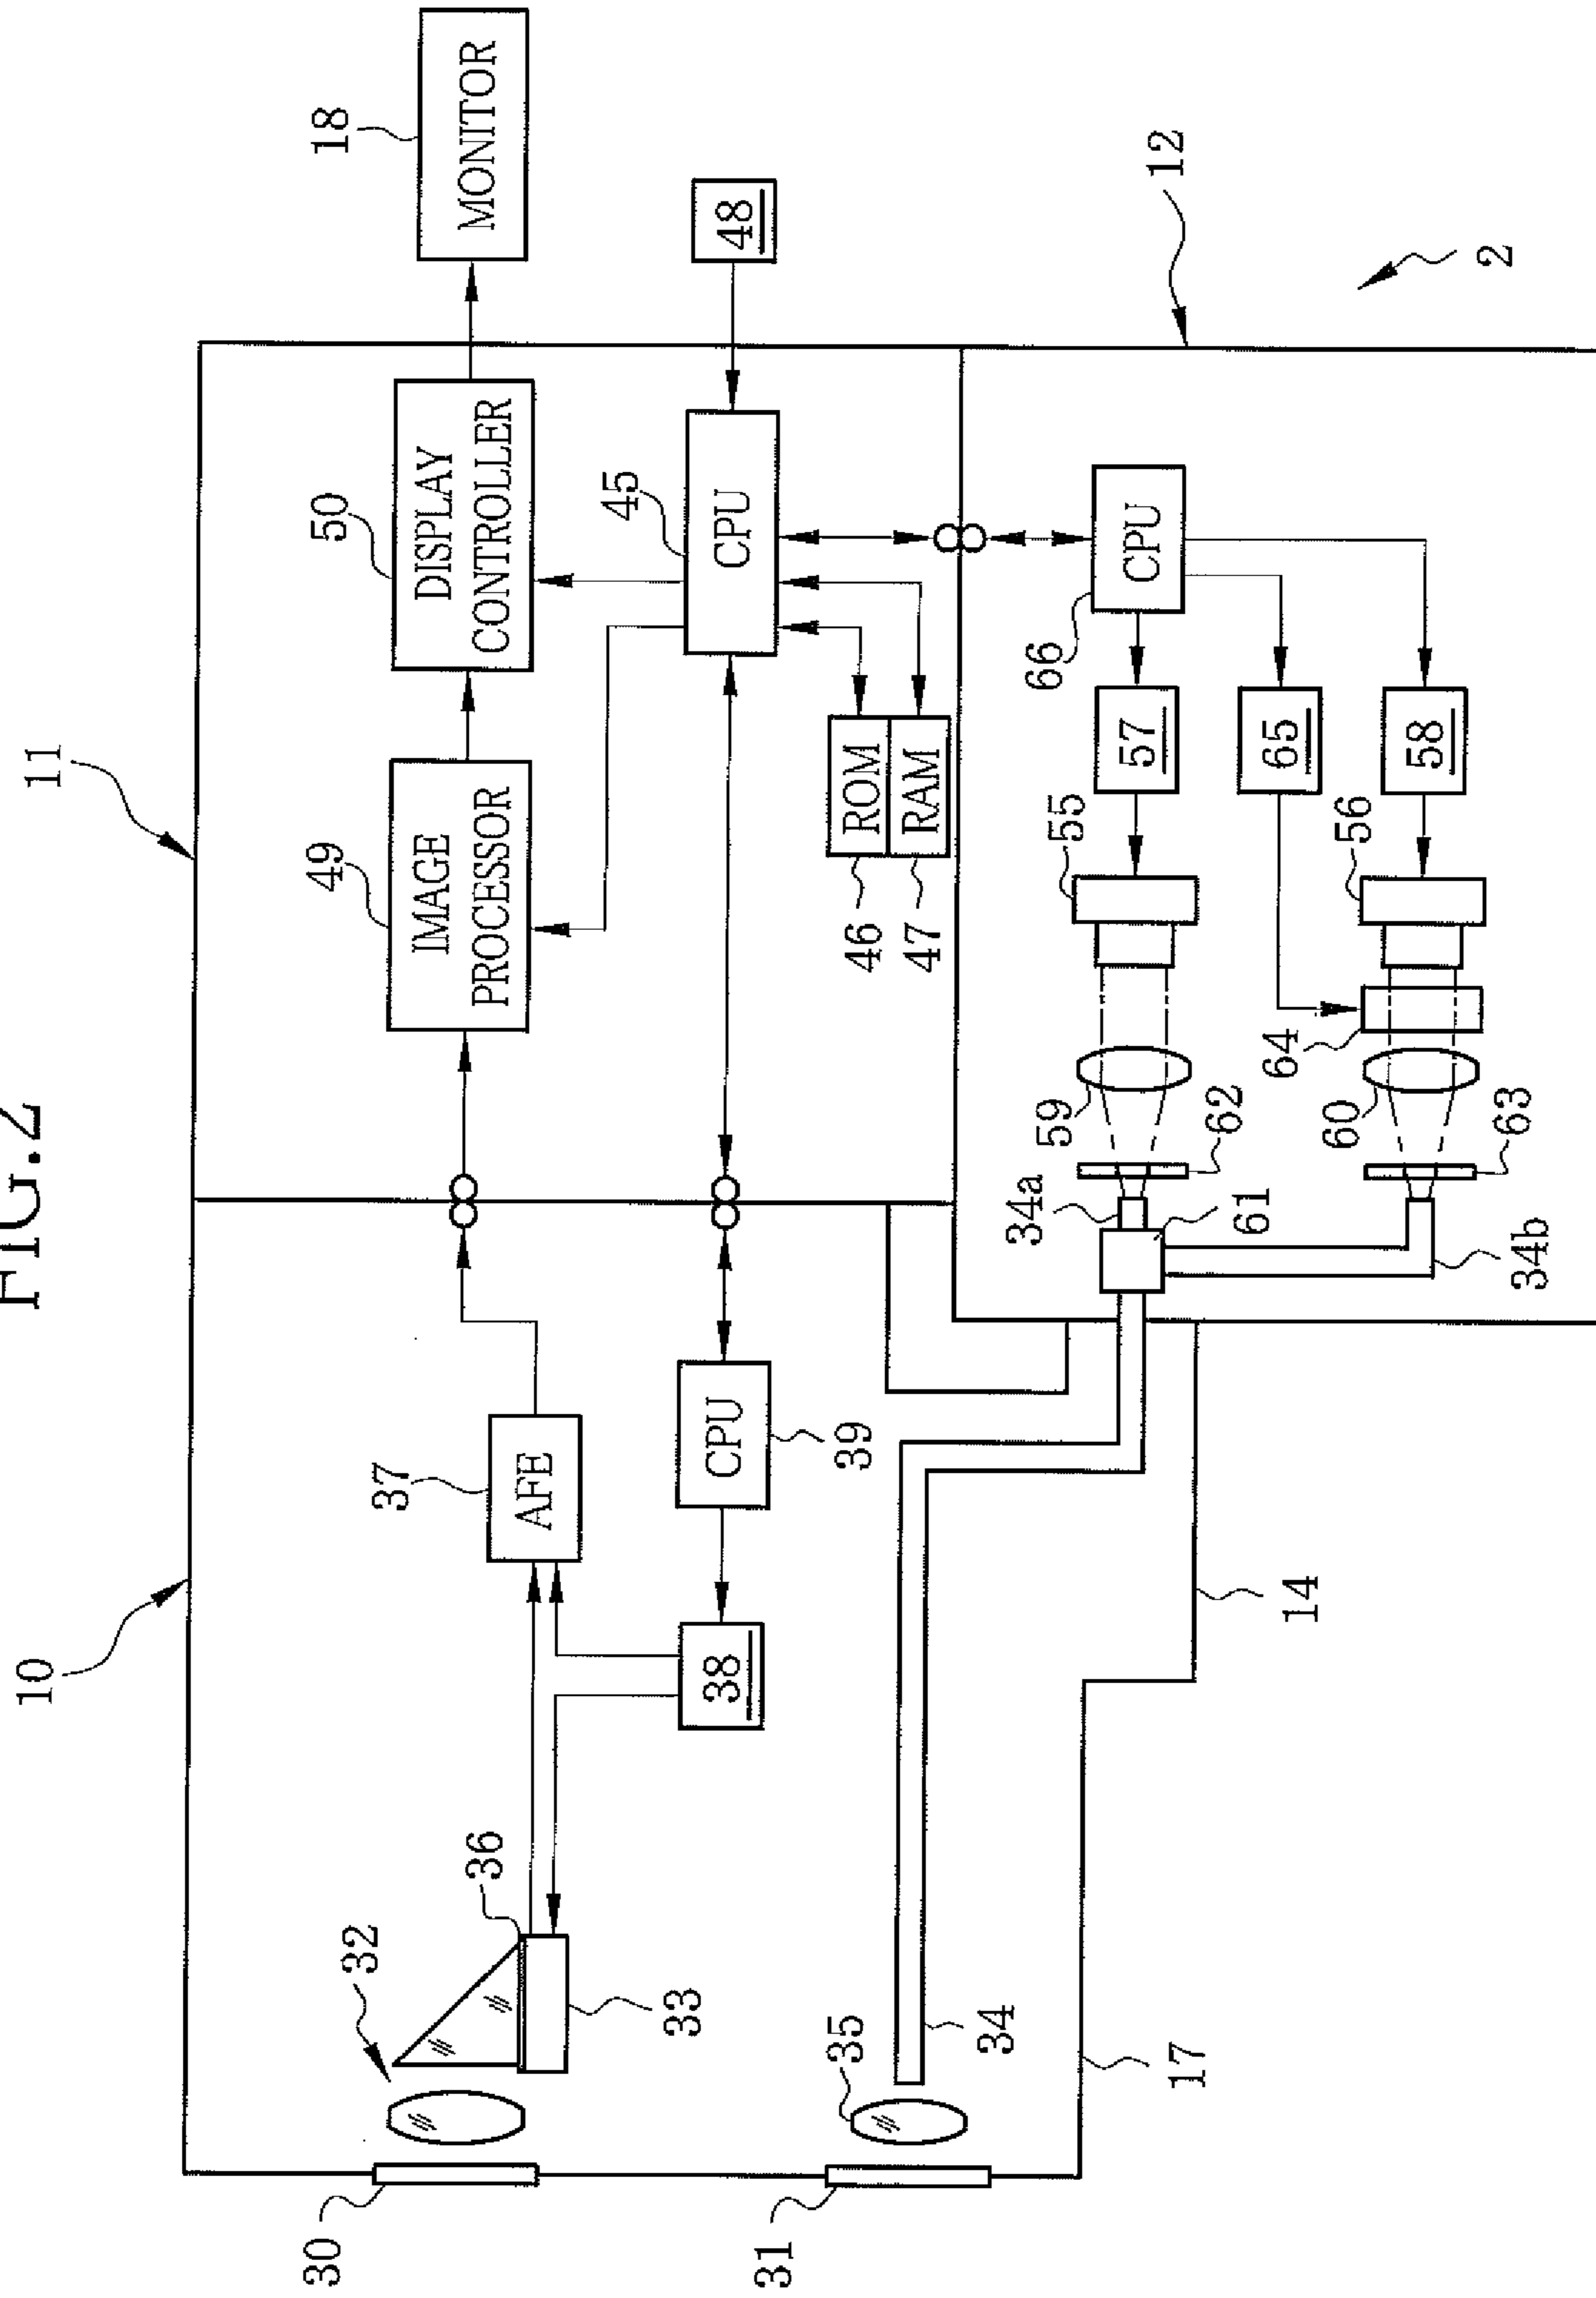 FIG.2
10
11
12
2
30
32
36
33
37
AFE
38
CPU
39
31
35
34
17
14
49
IMAGE
PROCESSOR
50
DISPLAY
CONTROLLER
18
MONITOR
45
CPU
48
46
ROM
47
RAM
66
CPU
57
65
58
55
56
64
59
60
62
63
34a
61
34b